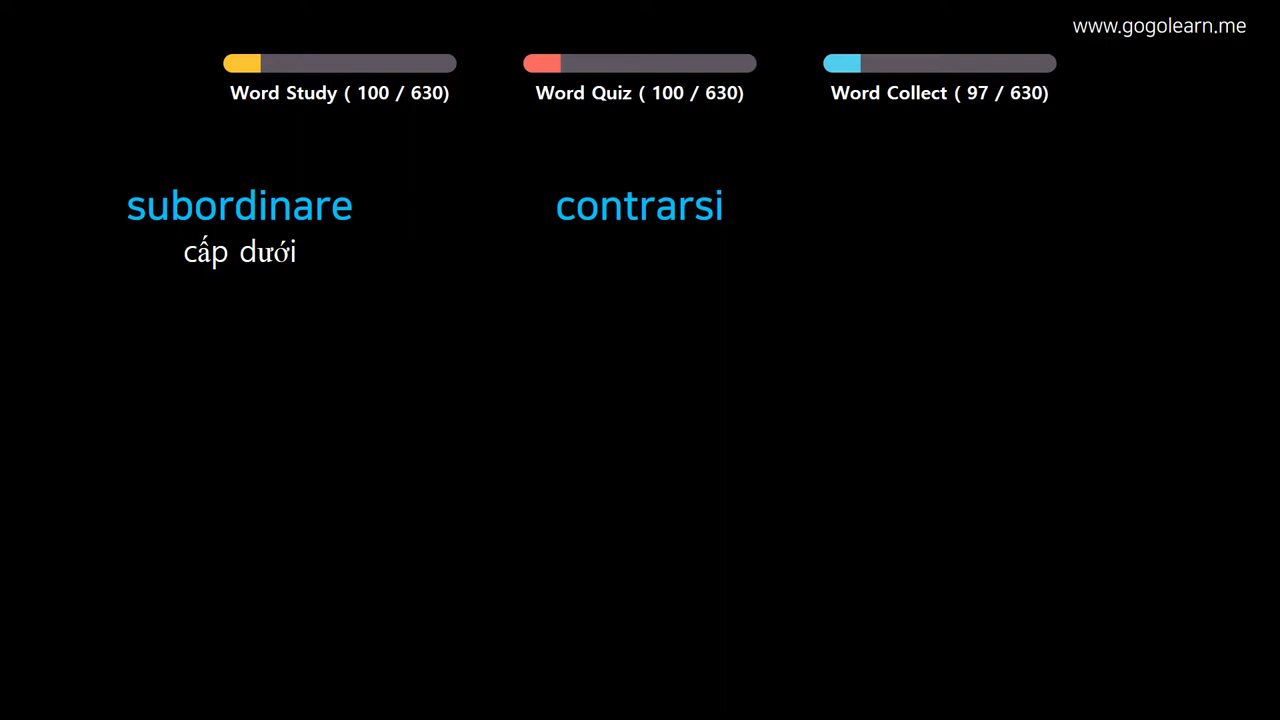 www.gogolearn.me
Word Study ( 100 / 630)
Word Quiz ( 100 / 630)
Word Collect ( 97 / 630)
subordinare
contrarsi
cấp dưới